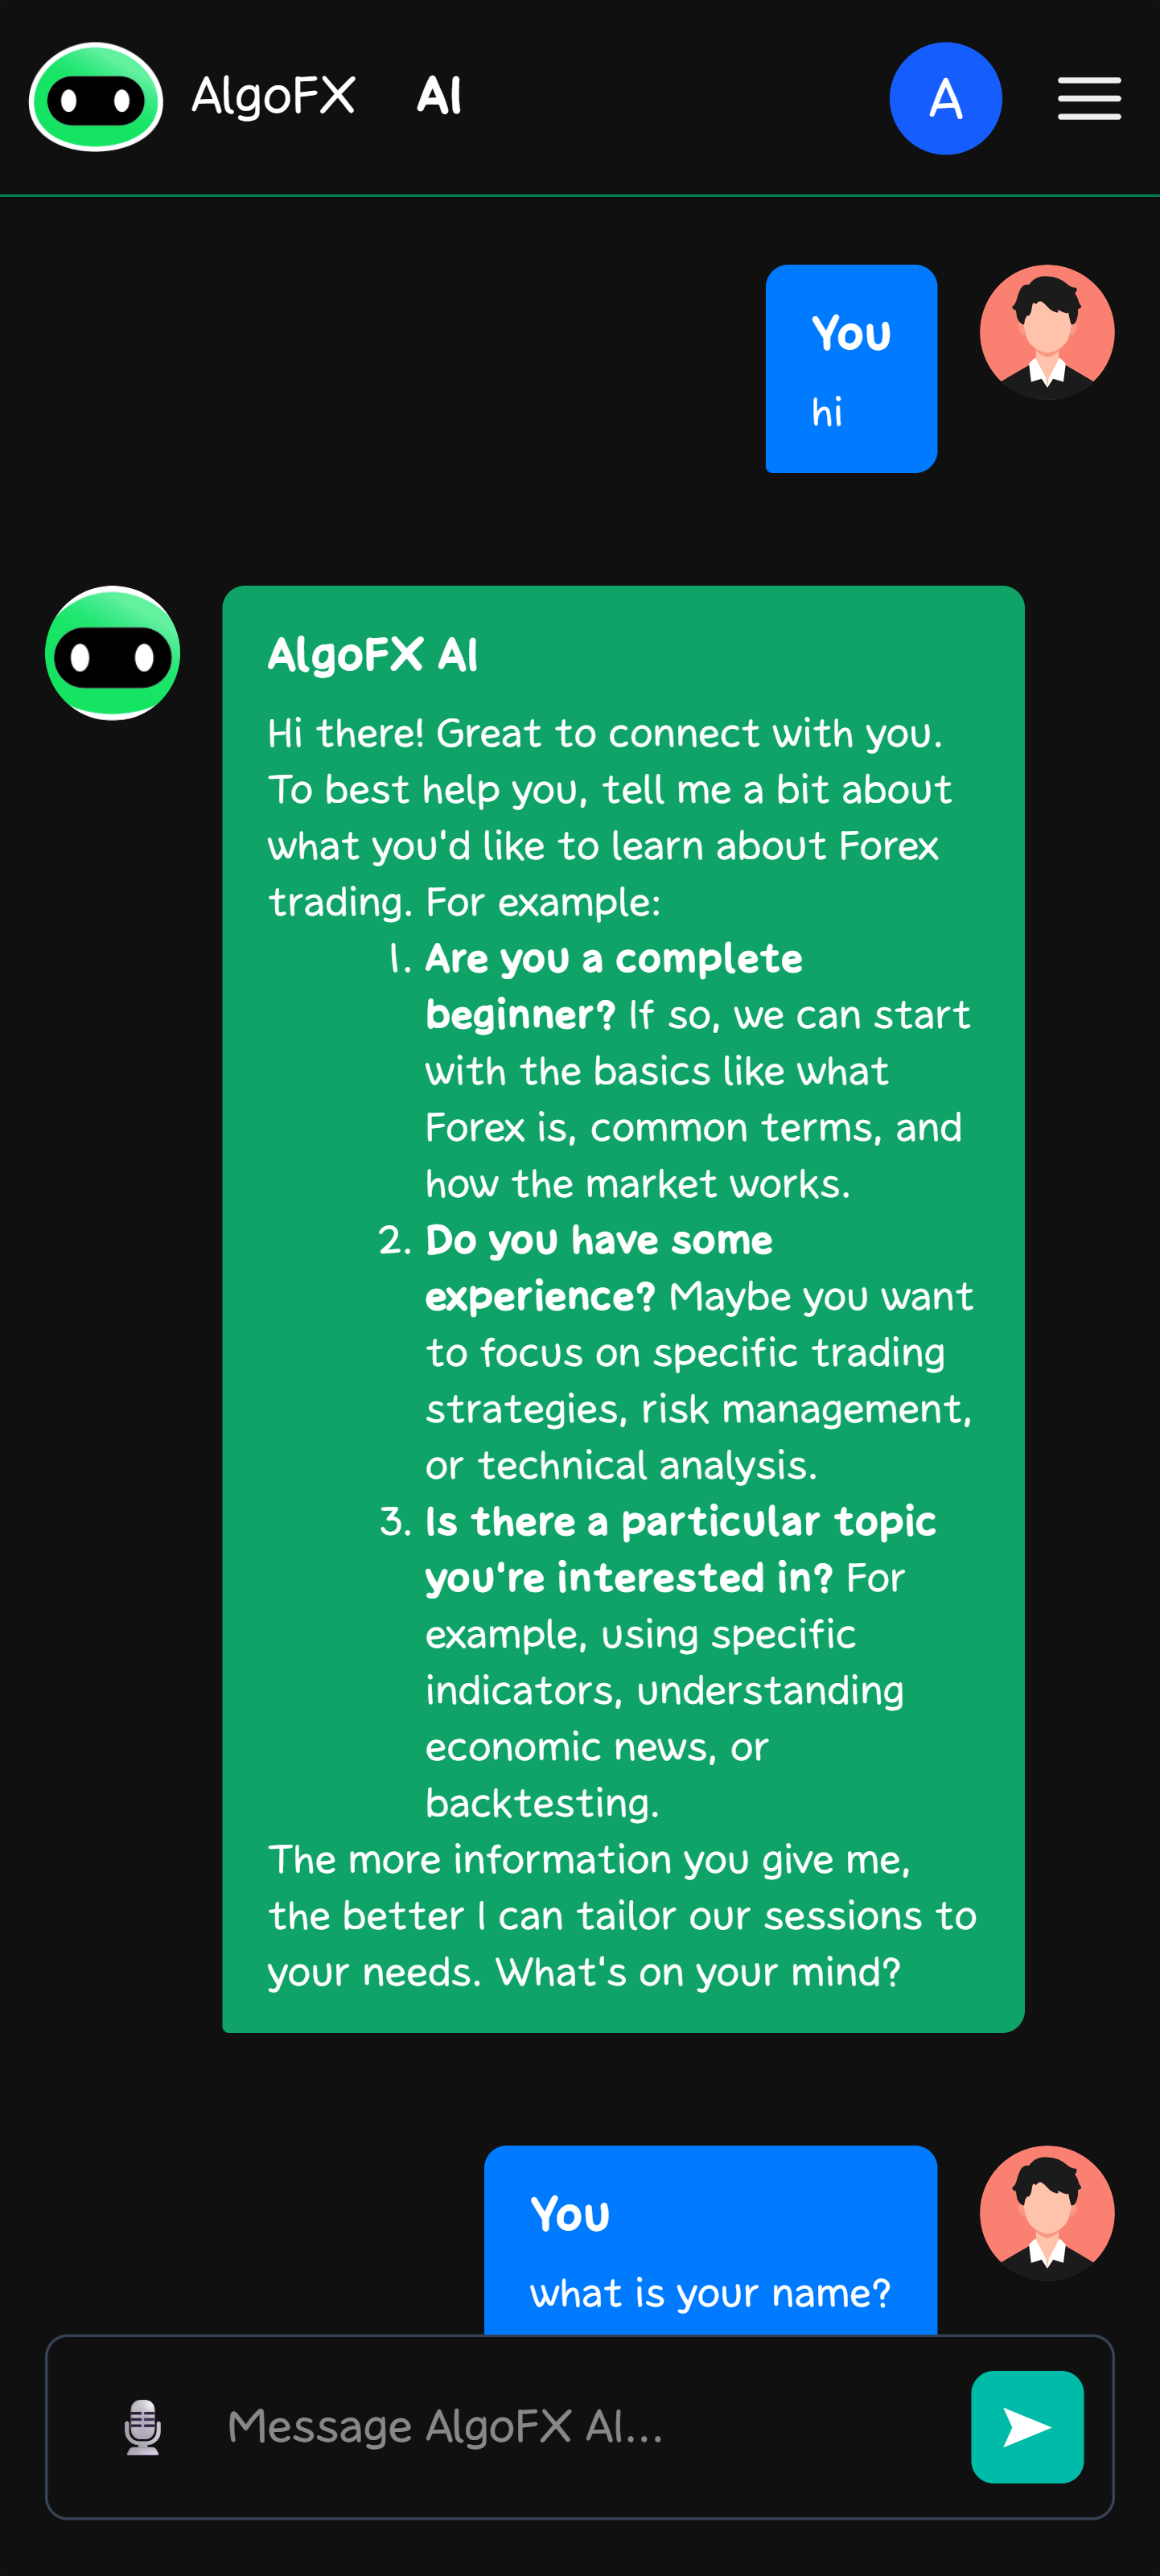 AlgoFX AI
A
You
hi
AlgoFX AI
Hi there! Great to connect with you.
To best help you, tell me a bit about
what you'd like to learn about Forex
trading. For example:
1. Are you a complete
beginner? If so, we can start
with the basics like what
Forex is, common terms, and
how the market works.
2. Do you have some
experience? Maybe you want
to focus on specific trading
strategies, risk management,
or technical analysis.
3. Is there a particular topic
you're interested in? For
example, using specific
indicators, understanding
economic news, or
backtesting.
The more information you give me,
the better I can tailor our sessions to
your needs. What's on your mind?
You
what is your name?
Message AlgoFX AI...